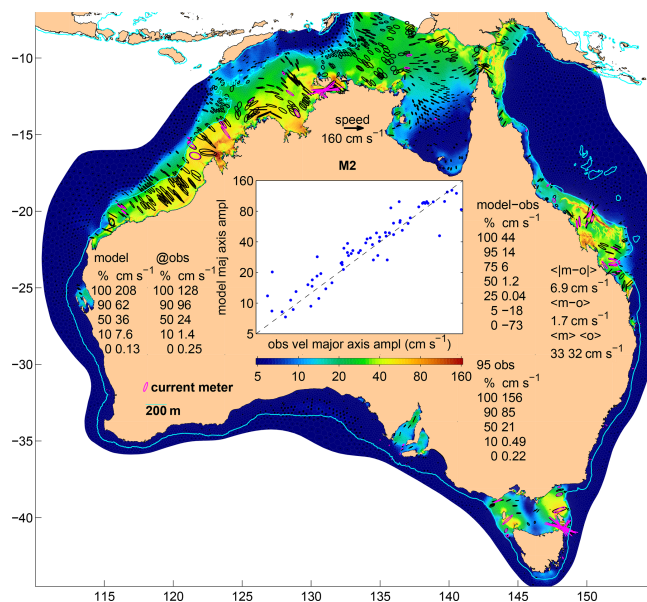 −10
−15
−20
−25
−30
−35
−40
110 115 120 125 130 135 140 145 150
speed
160 cm s⁻¹
M2
model maj axis ampl
160
80
40
20
10
5
obs vel major axis ampl (cm s⁻¹)
5 10 20 40 80 160
model @obs
% cm s⁻¹ % cm s⁻¹
100 208 100 128
90 62 90 96
50 36 50 24
10 7.6 10 1.4
0 0.13 0 0.25
model−obs
% cm s⁻¹
100 44
95 14
75 6
50 1.2
25 0.04
5 −18
0 −73
<|m−o|>
6.9 cm s⁻¹
<m−o>
1.7 cm s⁻¹
<m> <o>
33 32 cm s⁻¹
95 obs
% cm s⁻¹
100 156
90 85
50 21
10 0.49
0 0.22
current meter
200 m